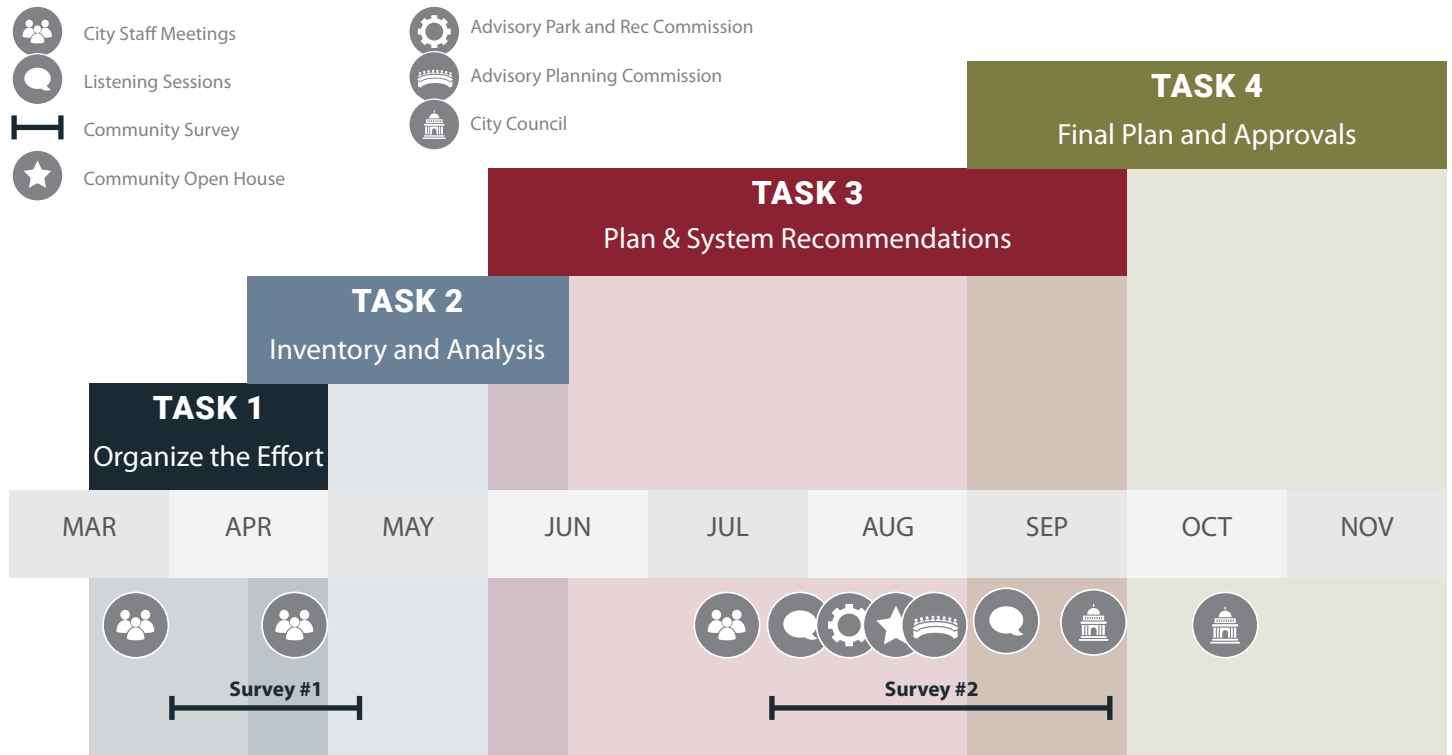 City Staff Meetings
Listening Sessions
Community Survey
Community Open House
Advisory Park and Rec Commission
Advisory Planning Commission
City Council
TASK 4
Final Plan and Approvals
TASK 3
Plan & System Recommendations
TASK 2
Inventory and Analysis
TASK 1
Organize the Effort
MAR APR MAY JUN JUL AUG SEP OCT NOV
Survey #1 Survey #2